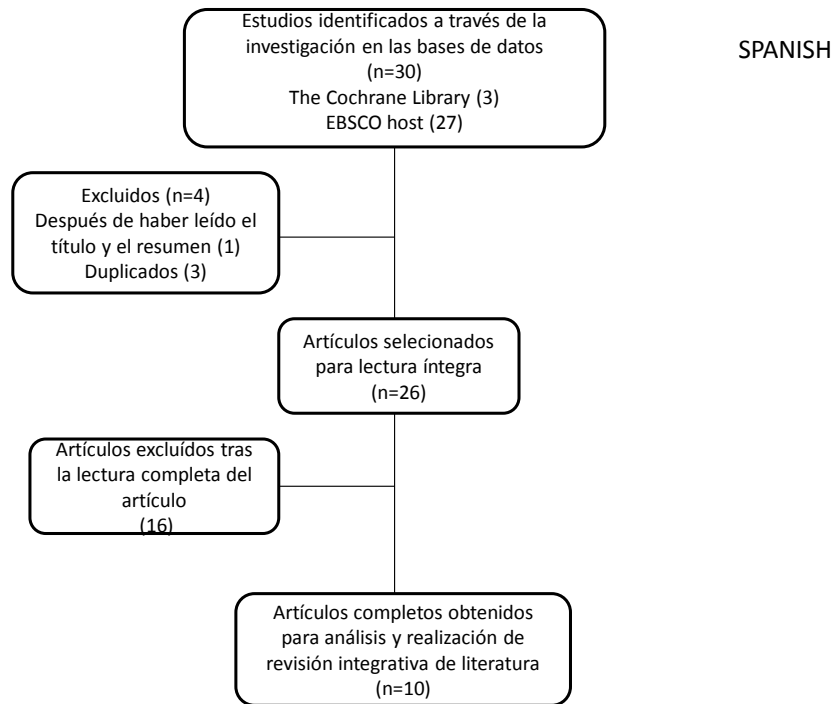 Estudios identificados a través de la
investigación en las bases de datos
(n=30)
The Cochrane Library (3)
EBSCO host (27)
SPANISH
Excluidos (n=4)
Después de haber leído el
título y el resumen (1)
Duplicados (3)
Artículos selecionados
para lectura íntegra
(n=26)
Artículos excluídos tras
la lectura completa del
artículo
(16)
Artículos completos obtenidos
para análisis y realización de
revisión integrativa de literatura
(n=10)